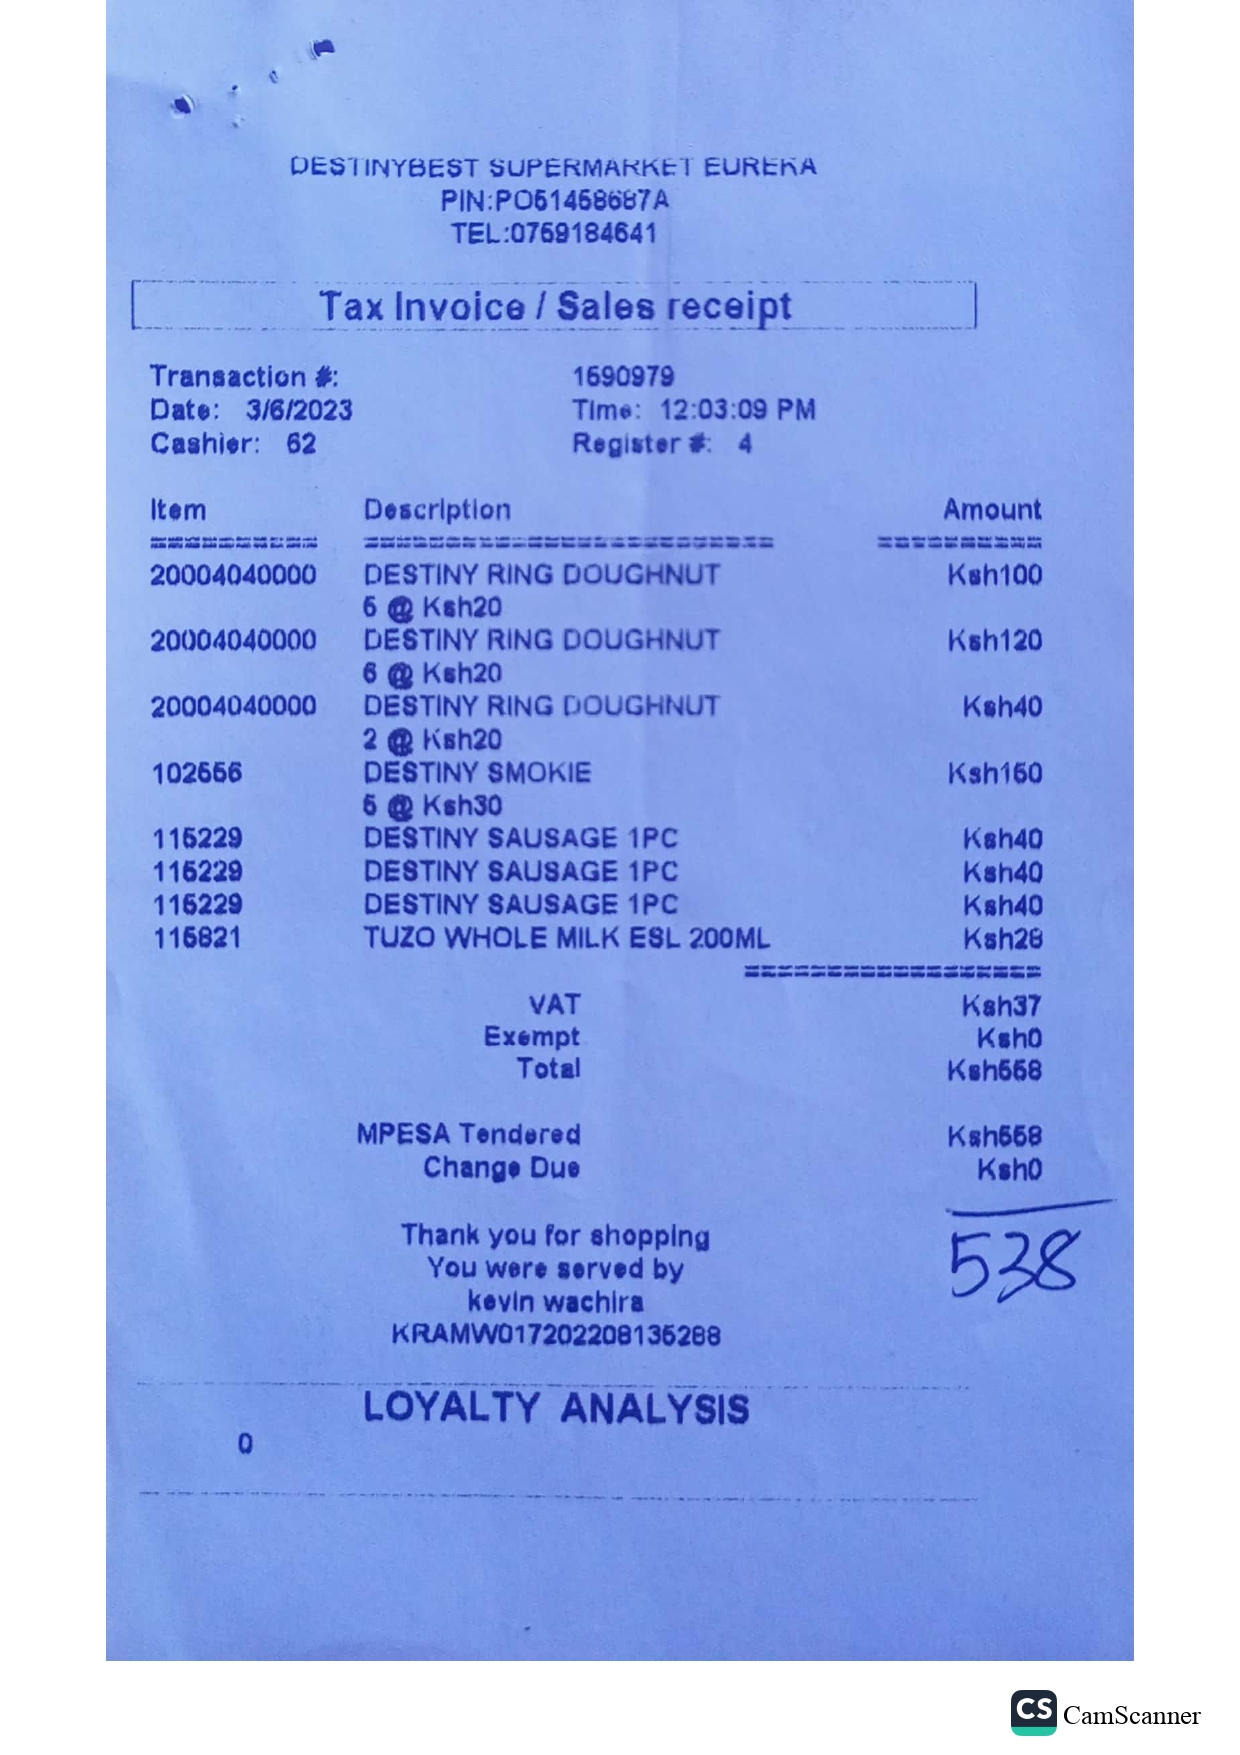 DESTINYBEST SUPERMARKET EUREKA
PIN:PO51458687A
TEL:0759184641
Tax Invoice / Sales receipt
Transaction #: 1590979
Date: 3/6/2023 Time: 12:03:09 PM
Cashier: 62 Register #: 4
Item Description Amount
20004040000 DESTINY RING DOUGHNUT Ksh100
5 @ Ksh20
20004040000 DESTINY RING DOUGHNUT Ksh120
6 @ Ksh20
20004040000 DESTINY RING DOUGHNUT Ksh40
2 @ Ksh20
DESTINY SMOKIE Ksh150
5 @ Ksh30
115229 DESTINY SAUSAGE 1PC Ksh40
115229 DESTINY SAUSAGE 1PC Ksh40
115229 DESTINY SAUSAGE 1PC Ksh40
115821 TUZO WHOLE MILK ESL 200ML Ksh28
VAT Ksh37
Exempt Ksh0
Total Ksh558
MPESA Tendered Ksh558
Change Due Ksh0
538
Thank you for shopping
You were served by
kevin wachira
KRAMW017202208135288
LOYALTY ANALYSIS
0
CS CamScanner